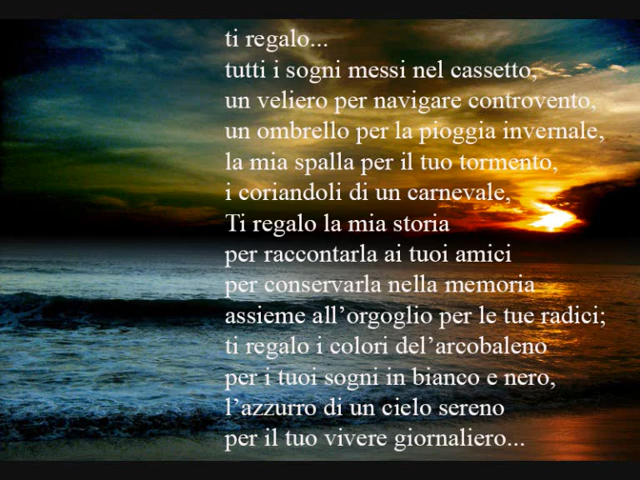 ti regalo...
tutti i sogni messi nel cassetto,
un veliero per navigare controvento,
un ombrello per la pioggia invernale,
la mia spalla per il tuo tormento,
i coriandoli di un carnevale,
Ti regalo la mia storia
per raccontarla ai tuoi amici
per conservarla nella memoria
assieme all’orgoglio per le tue radici;
ti regalo i colori del’arcobaleno
per i tuoi sogni in bianco e nero,
l’azzurro di un cielo sereno
per il tuo vivere giornaliero...